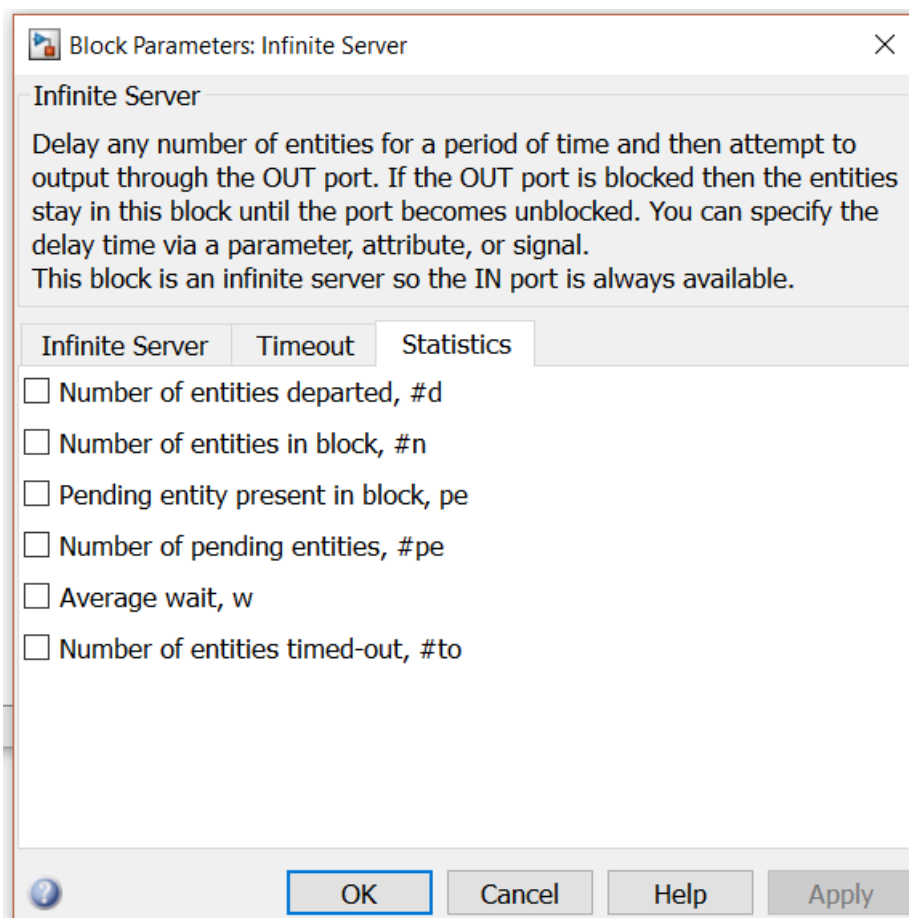 Block Parameters: Infinite Server
Infinite Server
Delay any number of entities for a period of time and then attempt to
output through the OUT port. If the OUT port is blocked then the entities
stay in this block until the port becomes unblocked. You can specify the
delay time via a parameter, attribute, or signal.
This block is an infinite server so the IN port is always available.
Infinite Server Timeout Statistics
Number of entities departed, #d
Number of entities in block, #n
Pending entity present in block, pe
Number of pending entities, #pe
Average wait, w
Number of entities timed-out, #to
? OK Cancel Help Apply